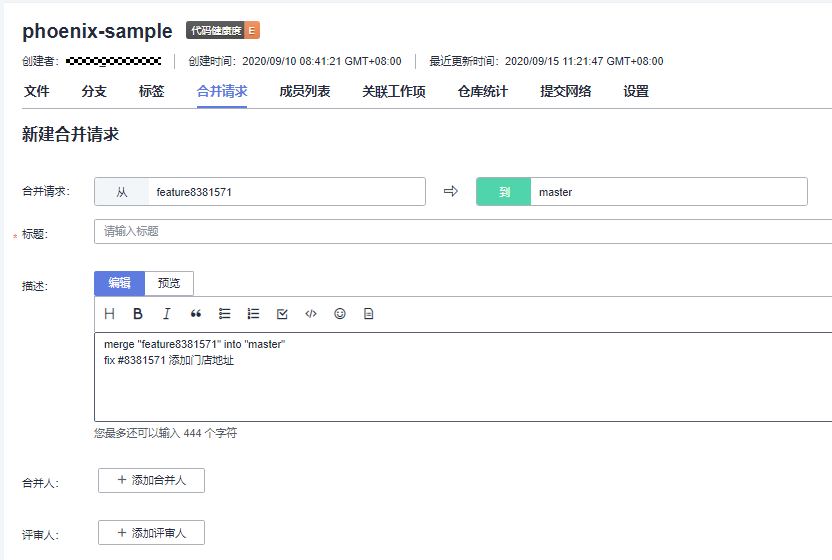 phoenix-sample 代码健康度 E
创建者: 创建时间: 2020/09/10 08:41:21 GMT+08:00 最近更新时间: 2020/09/15 11:21:47 GMT+08:00
文件 分支 标签 合并请求 成员列表 关联工作项 仓库统计 提交网络 设置
新建合并请求
合并请求: 从 feature8381571 到 master
* 标题: 请输入标题
描述: 编辑 预览
H B I
merge "feature8381571" into "master"
fix #8381571 添加门店地址
您最多还可以输入 444 个字符
合并人: + 添加合并人
评审人: + 添加评审人